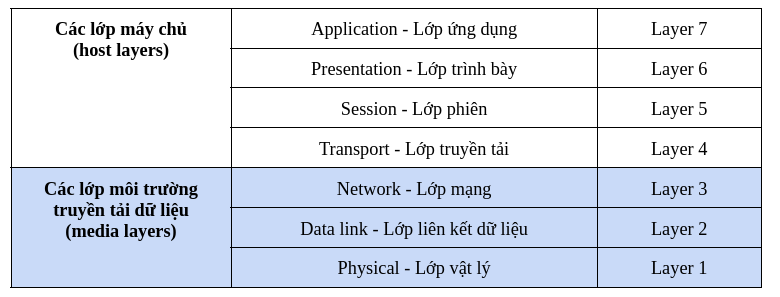 Các lớp máy chủ
(host layers)
Application - Lớp ứng dụng
Layer 7
Presentation - Lớp trình bày
Layer 6
Session - Lớp phiên
Layer 5
Transport - Lớp truyền tải
Layer 4
Các lớp môi trường
truyền tải dữ liệu
(media layers)
Network - Lớp mạng
Layer 3
Data link - Lớp liên kết dữ liệu
Layer 2
Physical - Lớp vật lý
Layer 1